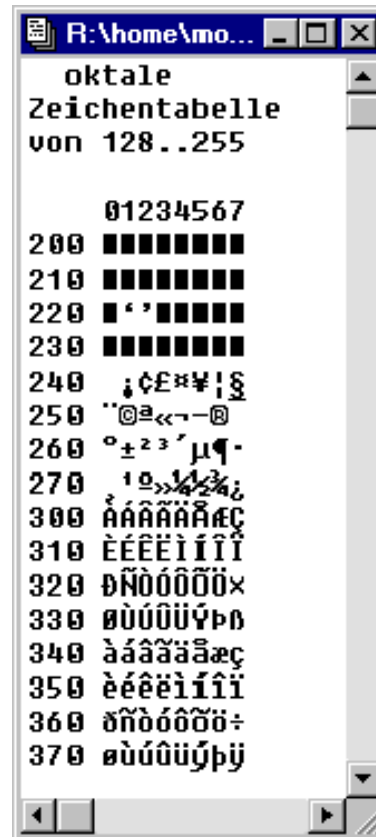 R:\home\mo...
oktale
Zeichentabelle
von 128..255
01234567
200 ■■■■■■■■
210 ■■■■■■■■
220 ■‘’■■■■■
230 ■■■■■■■■
240  ¡¢£¤¥¦§
250 ¨©ª«¬–®
260 °±²³´µ¶·
270 ¸¹º»¼½¾¿
300 ÀÁÂÃÄÅÆÇ
310 ÈÉÊËÌÍÎÏ
320 ÐÑÒÓÔÕÖ×
330 ØÙÚÛÜÝÞß
340 àáâãäåæç
350 èéêëìíîï
360 ðñòóôõö÷
370 øùúûüýþÿ